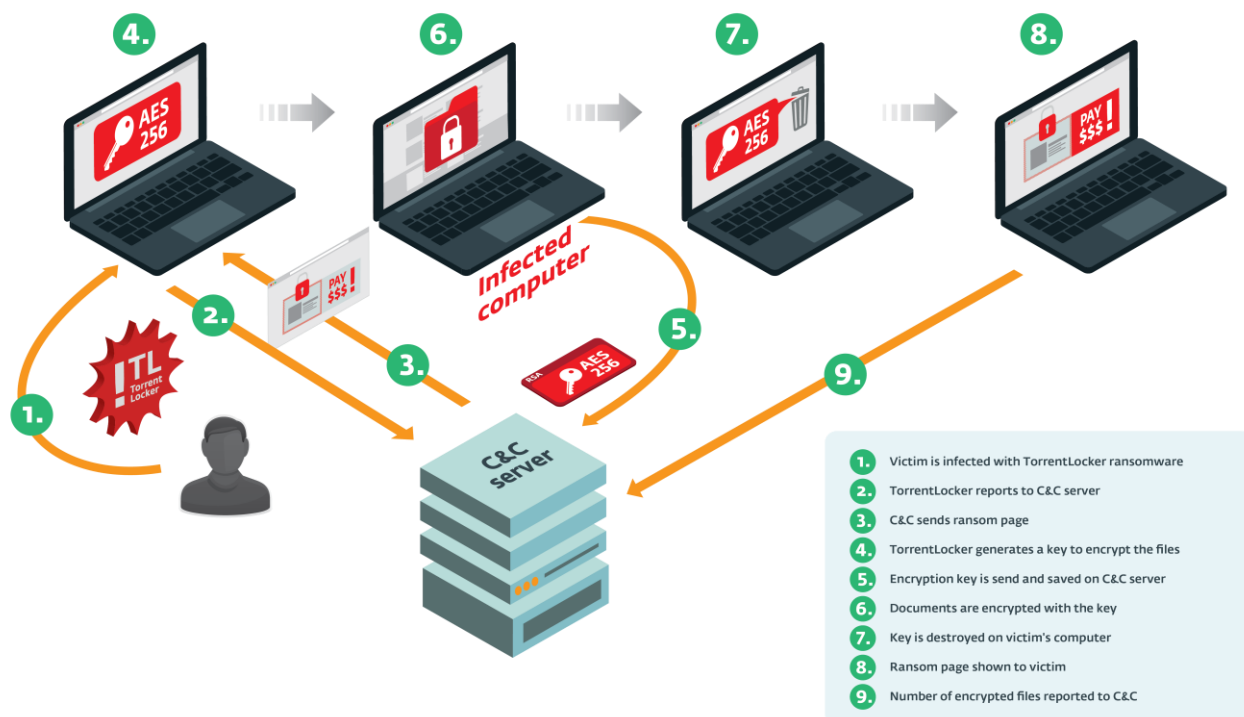 4.
6.
7.
8.
AES
256
AES
256
PAY
$$$!
Infected
computer
PAY
$$$!
2.
5.
3.
RSA
AES
256
9.
!TL
Torrent
Locker
1.
C&C
server
1. Victim is infected with TorrentLocker ransomware
2. TorrentLocker reports to C&C server
3. C&C sends ransom page
4. TorrentLocker generates a key to encrypt the files
5. Encryption key is send and saved on C&C server
6. Documents are encrypted with the key
7. Key is destroyed on victim's computer
8. Ransom page shown to victim
9. Number of encrypted files reported to C&C